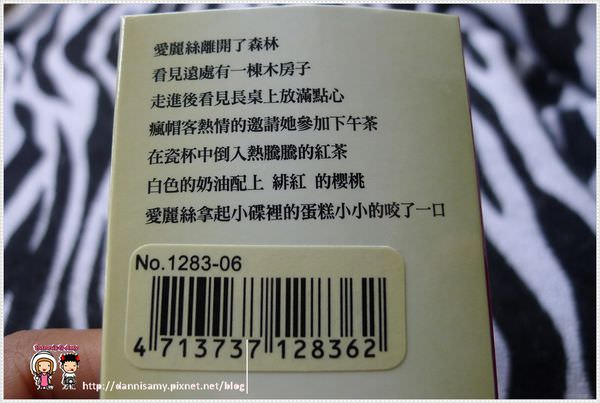 愛麗絲離開了森林
看見遠處有一棟木房子
走進後看見長桌上放滿點心
瘋帽客熱情的邀請她參加下午茶
在瓷杯中倒入熱騰騰的紅茶
白色的奶油配上 緋紅 的櫻桃
愛麗絲拿起小碟裡的蛋糕小小的咬了一口
No.1283-06
4 713737 128362
http://dannisamy.pixnet.net/blog